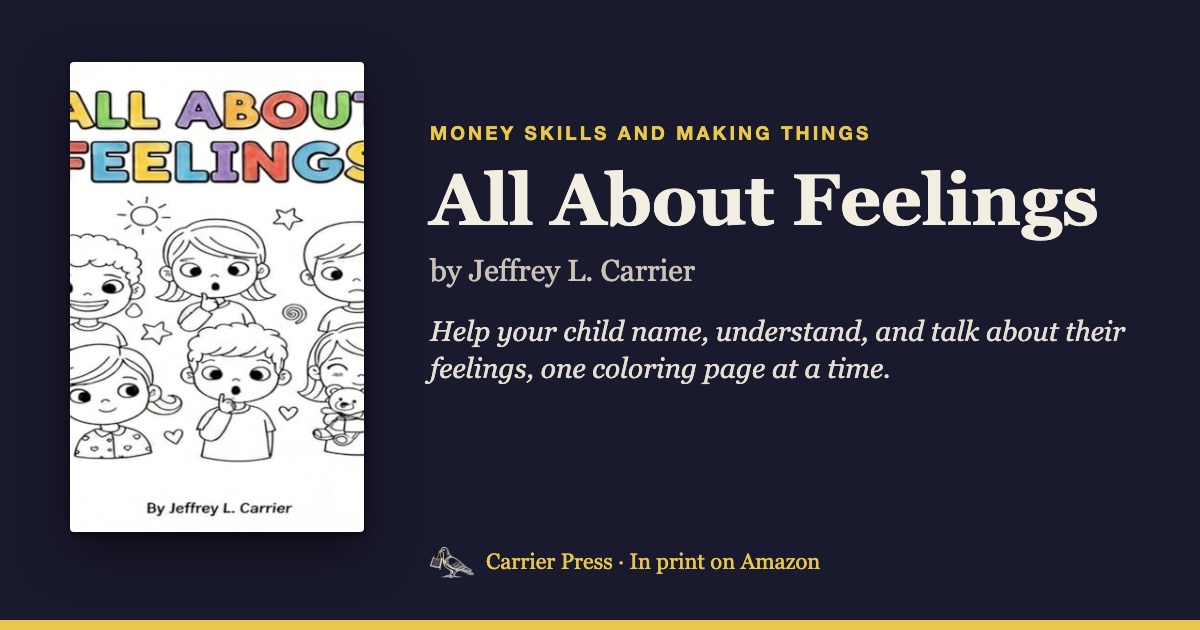 ALL ABOUT
FEELINGS
By Jeffrey L. Carrier
MONEY SKILLS AND MAKING THINGS
All About Feelings
by Jeffrey L. Carrier
Help your child name, understand, and talk about their
feelings, one coloring page at a time.
Carrier Press · In print on Amazon